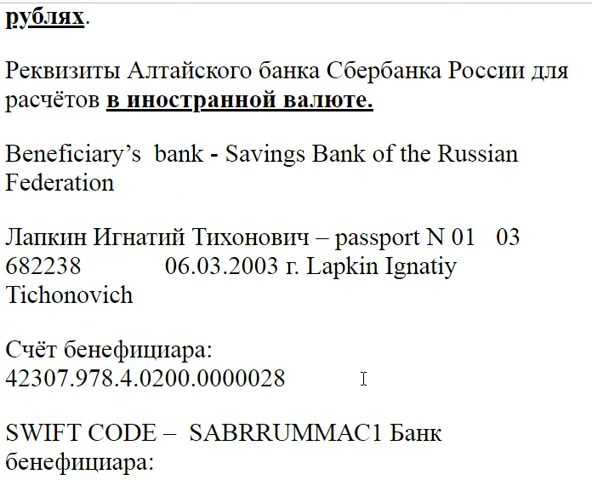 рублях.
Реквизиты Алтайского банка Сбербанка России для
расчётов в иностранной валюте.
Beneficiary’s bank - Savings Bank of the Russian
Federation
Лапкин Игнатий Тихонович – passport N 01 03
682238 06.03.2003 г. Lapkin Ignatiy
Tichonovich
Счёт бенефициара:
42307.978.4.0200.0000028
SWIFT CODE – SABRRUMMAC1 Банк
бенефициара: